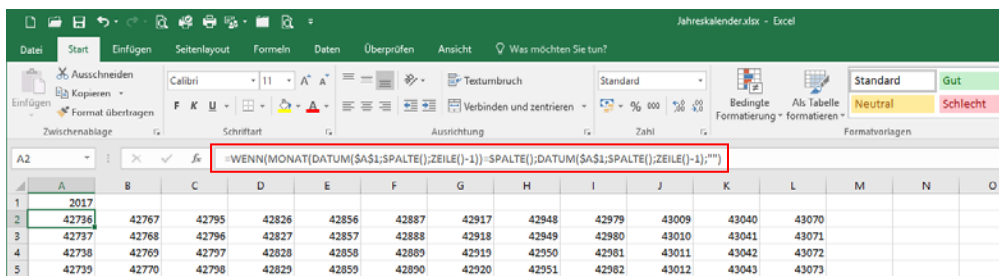 Jahreskalender.xlsx - Excel
Datei Start Einfügen Seitenlayout Formeln Daten Überprüfen Ansicht Was möchten Sie tun?
Ausschneiden Calibri 11 A A Textumbruch Standard Standard Gut
Einfügen Kopieren F K U A Verbinden und zentrieren % 000 Bedingte Formatierung Als Tabelle formatieren Neutral Schlecht
Format übertragen
Zwischenablage Schriftart Ausrichtung Zahl Formatvorlagen
A2 fx =WENN(MONAT(DATUM($A$1;SPALTE();ZEILE()-1))=SPALTE();DATUM($A$1;SPALTE();ZEILE()-1);"")
A B C D E F G H I J K L M N O
1 2017
2 42736 42767 42795 42826 42856 42887 42917 42948 42979 43009 43040 43070
3 42737 42768 42796 42827 42857 42888 42918 42949 42980 43010 43041 43071
4 42738 42769 42797 42828 42858 42889 42919 42950 42981 43011 43042 43072
5 42739 42770 42798 42829 42859 42890 42920 42951 42982 43012 43043 43073